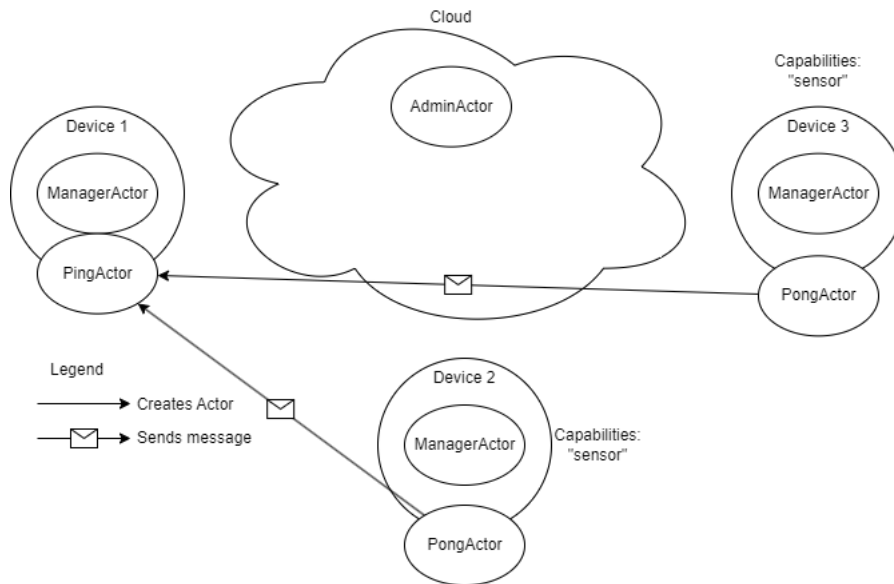 Cloud
Capabilities:
"sensor"
AdminActor
Device 1
Device 3
ManagerActor
ManagerActor
PingActor
PongActor
Legend
Device 2
Creates Actor
Sends message
ManagerActor
Capabilities:
"sensor"
PongActor